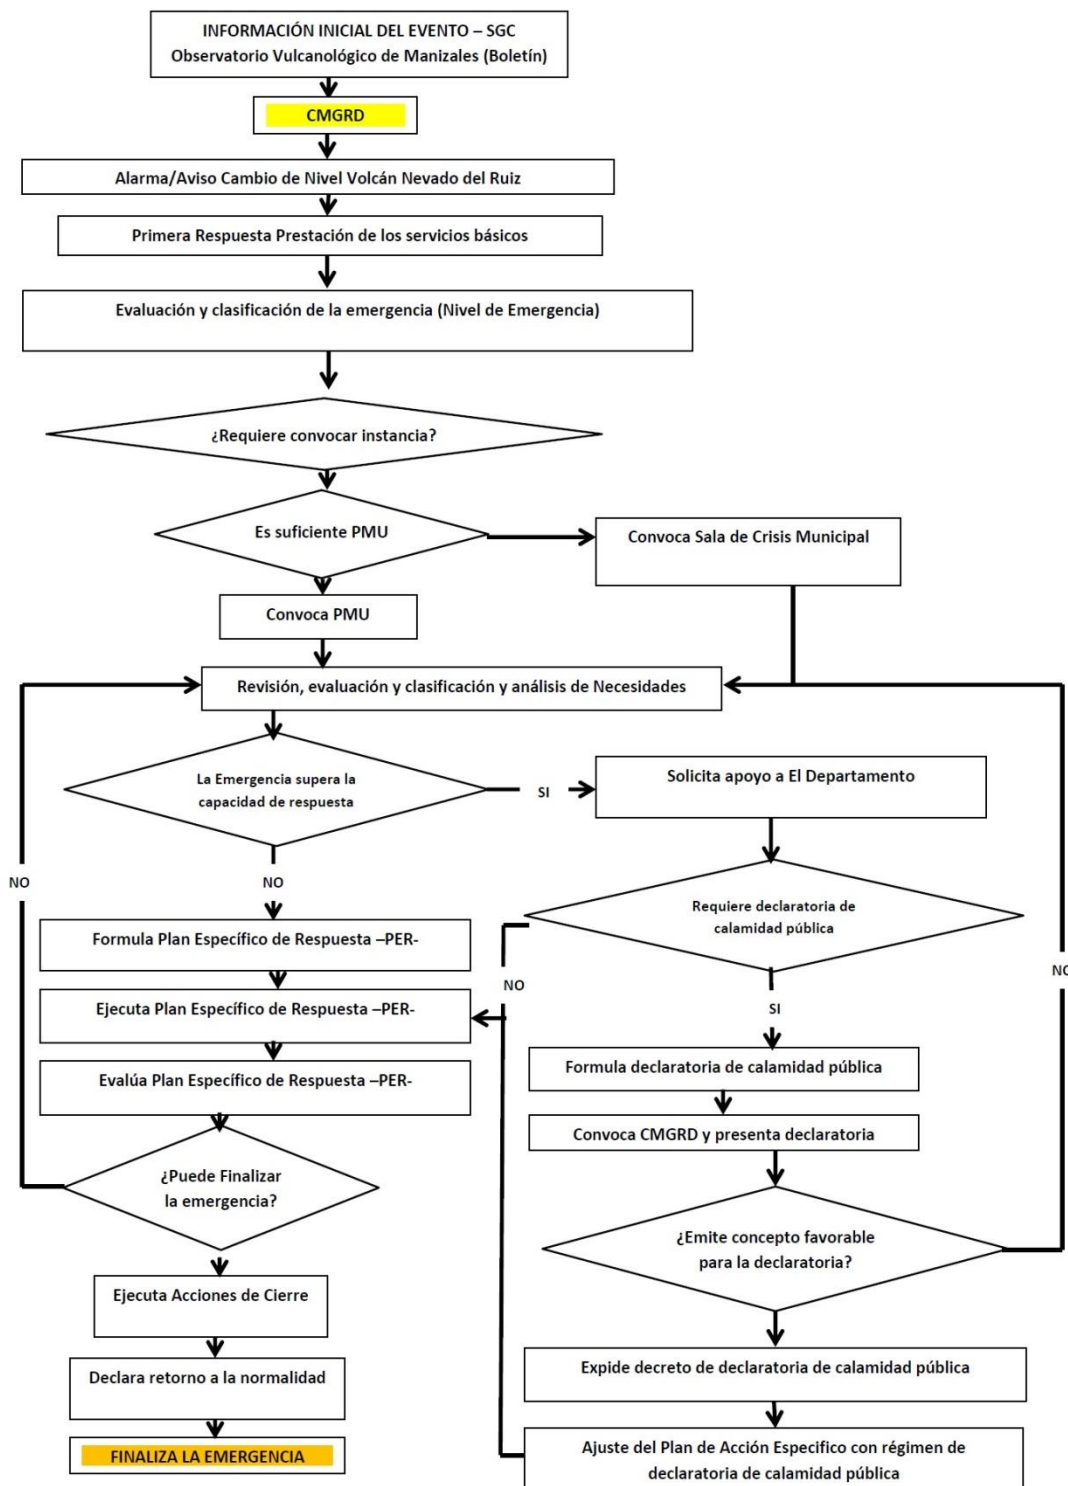 INFORMACIÓN INICIAL DEL EVENTO – SGC
Observatorio Vulcanológico de Manizales (Boletín)
CMGRD
Alarma/Aviso Cambio de Nivel Volcán Nevado del Ruiz
Primera Respuesta Prestación de los servicios básicos
Evaluación y clasificación de la emergencia (Nivel de Emergencia)
¿Requiere convocar instancia?
Es suficiente PMU
Convoca Sala de Crisis Municipal
Convoca PMU
Revisión, evaluación y clasificación y análisis de Necesidades
La Emergencia supera la
capacidad de respuesta
SI
Solicita apoyo a El Departamento
NO
NO
Requiere declaratoria de
calamidad pública
Formula Plan Específico de Respuesta –PER-
NO
NO
Ejecuta Plan Específico de Respuesta –PER-
SI
Evalúa Plan Específico de Respuesta –PER-
Formula declaratoria de calamidad pública
Convoca CMGRD y presenta declaratoria
¿Puede Finalizar
la emergencia?
¿Emite concepto favorable
para la declaratoria?
Ejecuta Acciones de Cierre
Expide decreto de declaratoria de calamidad pública
Declara retorno a la normalidad
Ajuste del Plan de Acción Especifico con régimen de
declaratoria de calamidad pública
FINALIZA LA EMERGENCIA